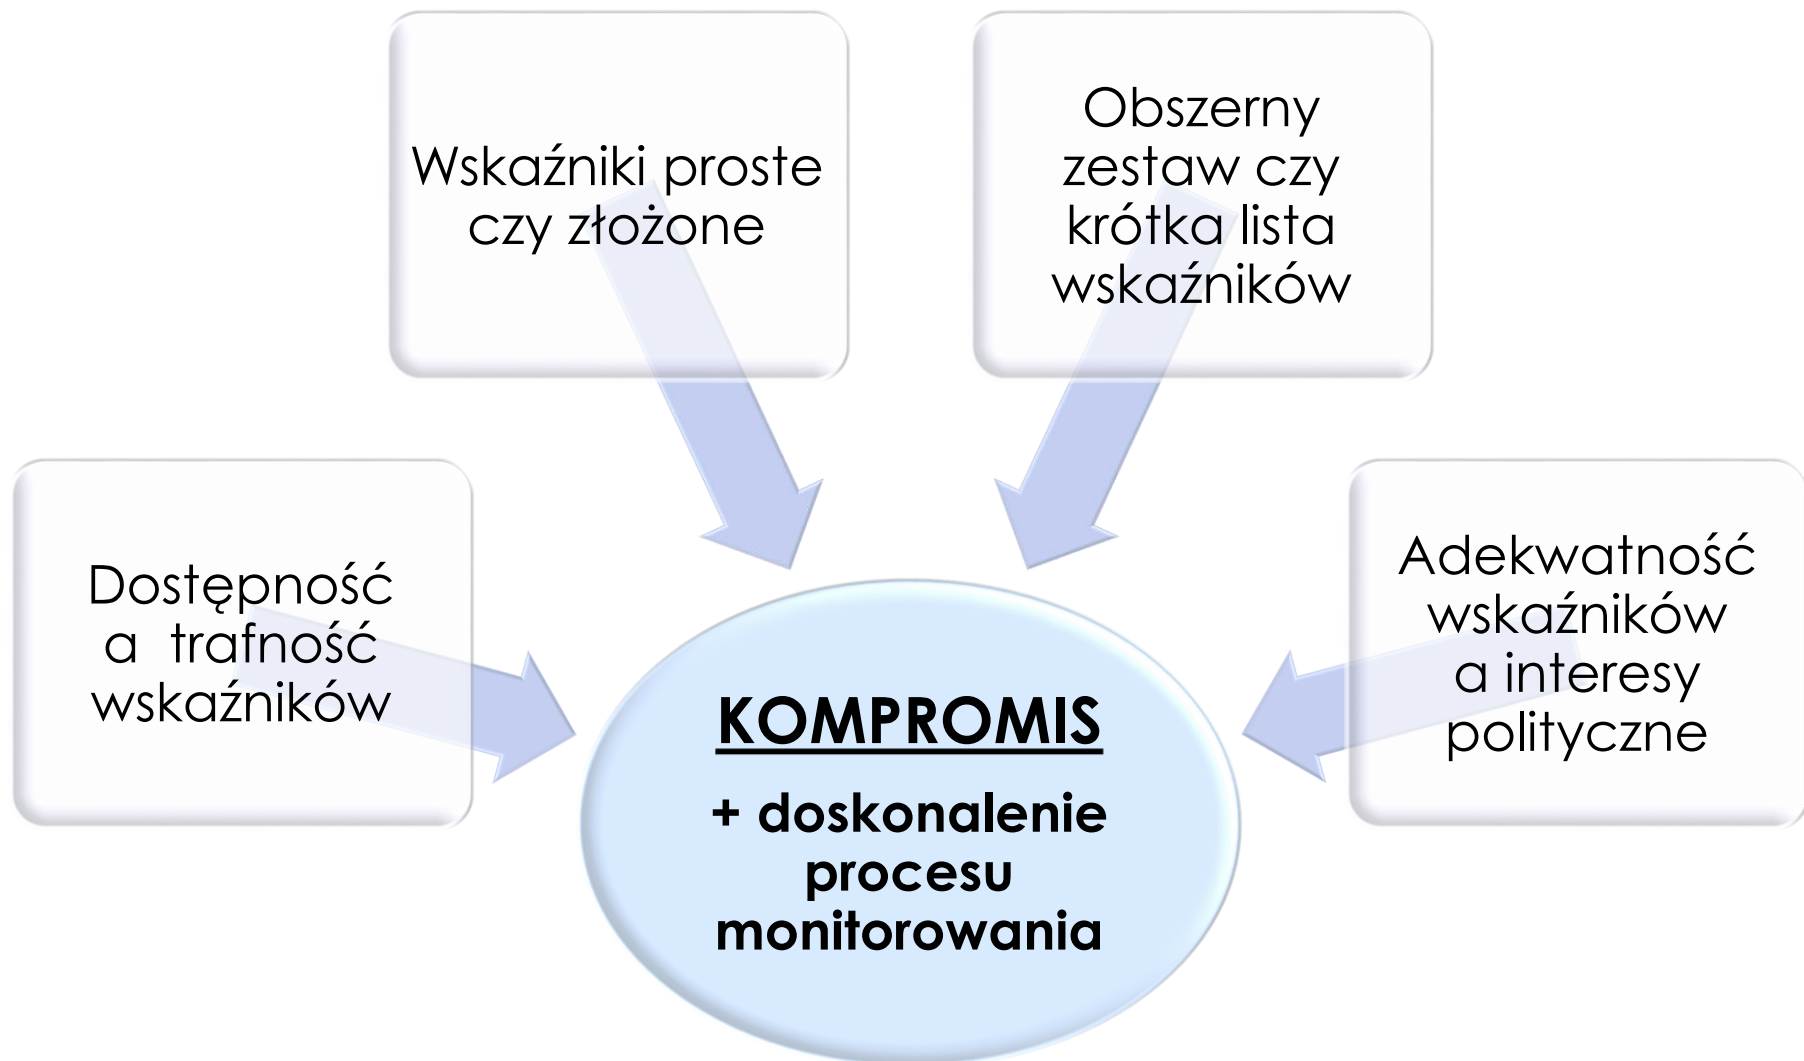 Wskaźniki proste
czy złożone
Obszerny
zestaw czy
krótka lista
wskaźników
Dostępność
a trafność
wskaźników
Adekwatność
wskaźników
a interesy
polityczne
KOMPROMIS
+ doskonalenie
procesu
monitorowania